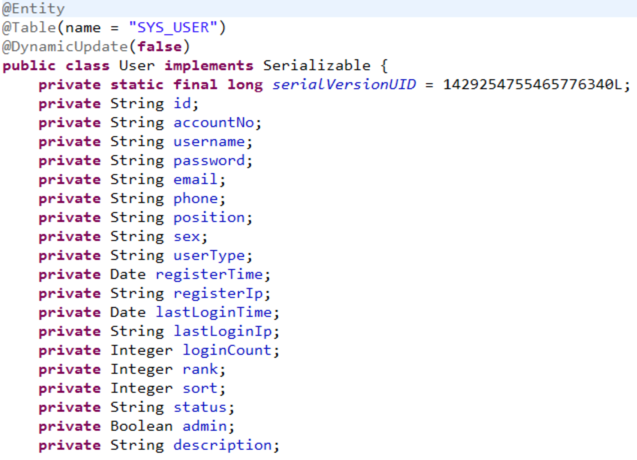 @Entity
@Table(name = "SYS_USER")
@DynamicUpdate(false)
public class User implements Serializable {
    private static final long serialVersionUID = 1429254755465776340L;
    private String id;
    private String accountNo;
    private String username;
    private String password;
    private String email;
    private String phone;
    private String position;
    private String sex;
    private String userType;
    private Date registerTime;
    private String registerIp;
    private Date lastLoginTime;
    private String lastLoginIp;
    private Integer loginCount;
    private Integer rank;
    private Integer sort;
    private String status;
    private Boolean admin;
    private String description;